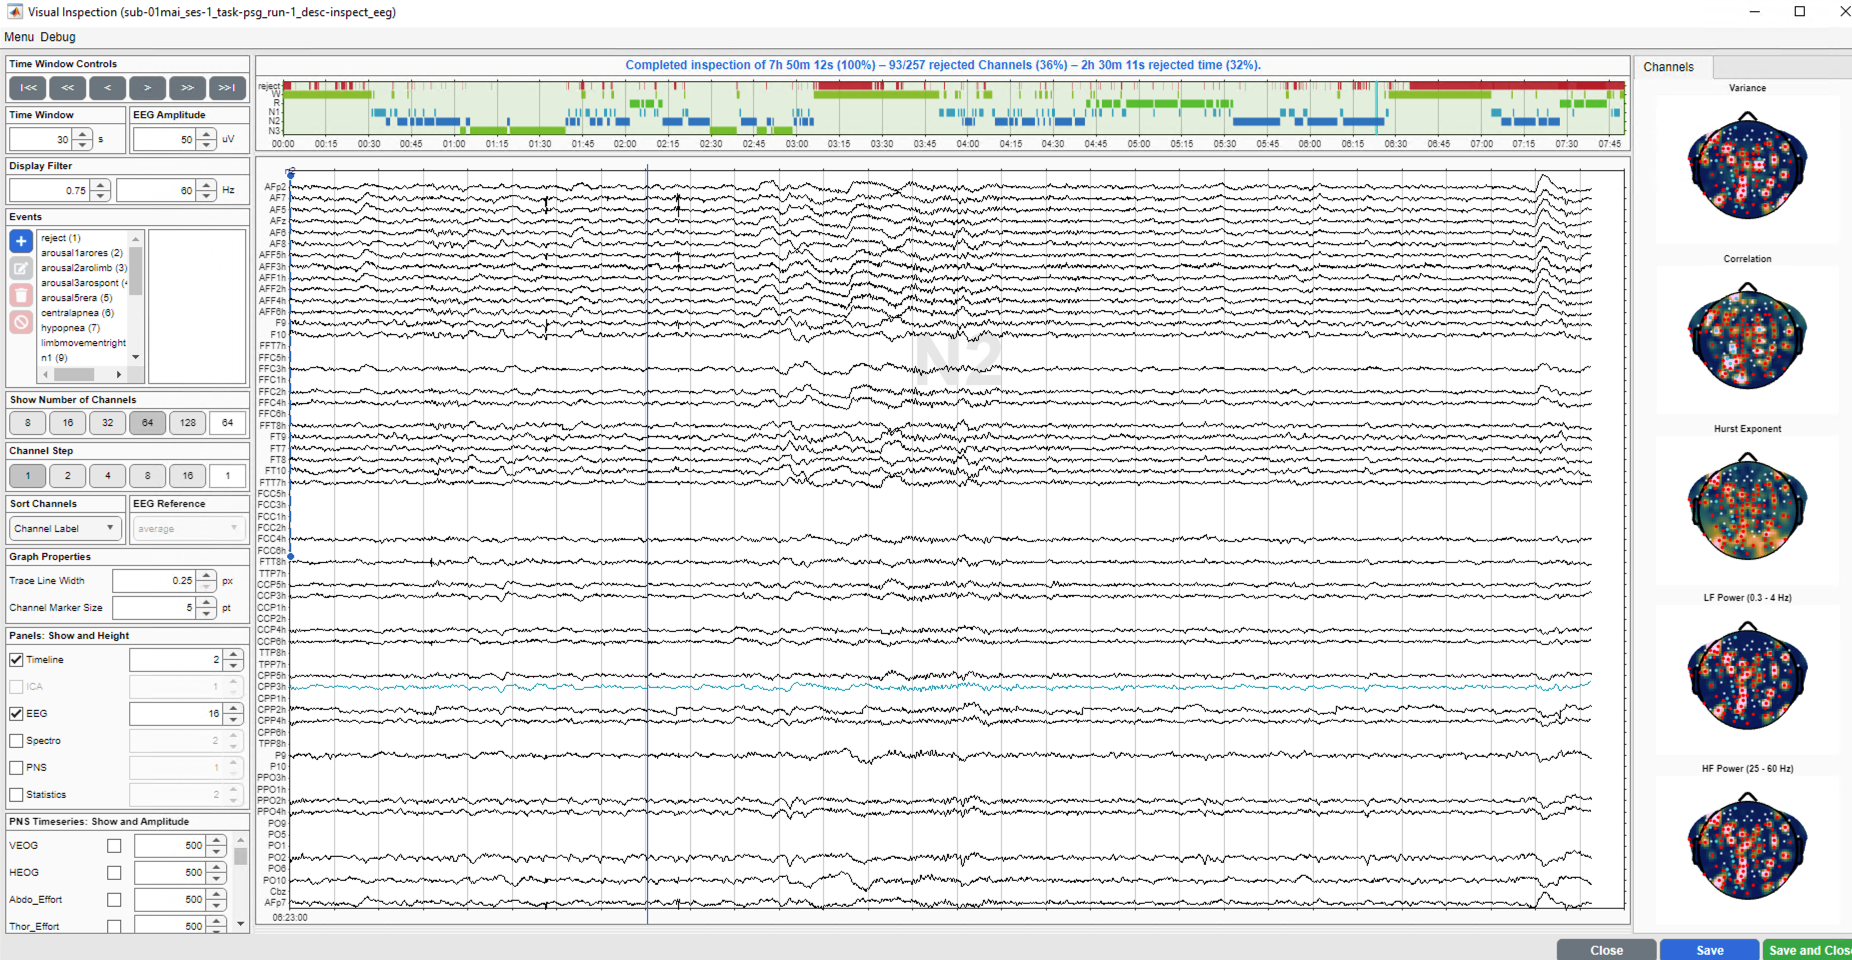 Visual Inspection (sub-01mai_ses-1_task-psg_run-1_desc-inspect_eeg)
Menu Debug
Time Window Controls
|<< << < > >> >>|
Time Window
30 s
EEG Amplitude
50 uV
Display Filter
0.75 60 Hz
Events
reject (1)
arousal1arores (2)
arousal2arolimb (3)
arousal3arospont (4
arousal5rera (5)
centralapnea (6)
hypopnea (7)
limbmovementright
n1 (9)
Show Number of Channels
8 16 32 64 128 64
Channel Step
1 2 4 8 16 1
Sort Channels
Channel Label
EEG Reference
average
Graph Properties
Trace Line Width 0.25 px
Channel Marker Size 5 pt
Panels: Show and Height
Timeline 2
ICA 1
EEG 16
Spectro 2
PNS 1
Statistics 2
PNS Timeseries: Show and Amplitude
VEOG 500
HEOG 500
Abdo_Effort 500
Thor_Effort 500
Completed inspection of 7h 50m 12s (100%) – 93/257 rejected Channels (36%) – 2h 30m 11s rejected time (32%).
reject
W
R
N1
N2
N3
00:00 00:15 00:30 00:45 01:00 01:15 01:30 01:45 02:00 02:15 02:30 02:45 03:00 03:15 03:30 03:45 04:00 04:15 04:30 04:45 05:00 05:15 05:30 05:45 06:00 06:15 06:30 06:45 07:00 07:15 07:30 07:45
AFp2
AF7
AF5
AFz
AF6
AF8
AFF5h
AFF3h
AFF1h
AFF2h
AFF4h
AFF6h
F9
F10
FFT7h
FFC5h
FFC3h
FFC1h
FFC2h
FFC4h
FFC6h
FFT8h
FT9
FT7
FT8
FT10
FTT7h
FCC5h
FCC3h
FCC1h
FCC2h
FCC4h
FCC6h
FTT8h
TTP7h
CCP5h
CCP3h
CCP1h
CCP2h
CCP4h
CCP6h
TTP8h
TPP7h
CPP5h
CPP3h
CPP1h
CPP2h
CPP4h
CPP6h
TPP8h
P9
P10
PPO3h
PPO1h
PPO2h
PPO4h
PO9
PO5
PO1
PO2
PO6
PO10
Cbz
AFp7
N2
06:23:00
Channels
Variance
Correlation
Hurst Exponent
LF Power (0.3 - 4 Hz)
HF Power (25 - 60 Hz)
Close Save Save and Close